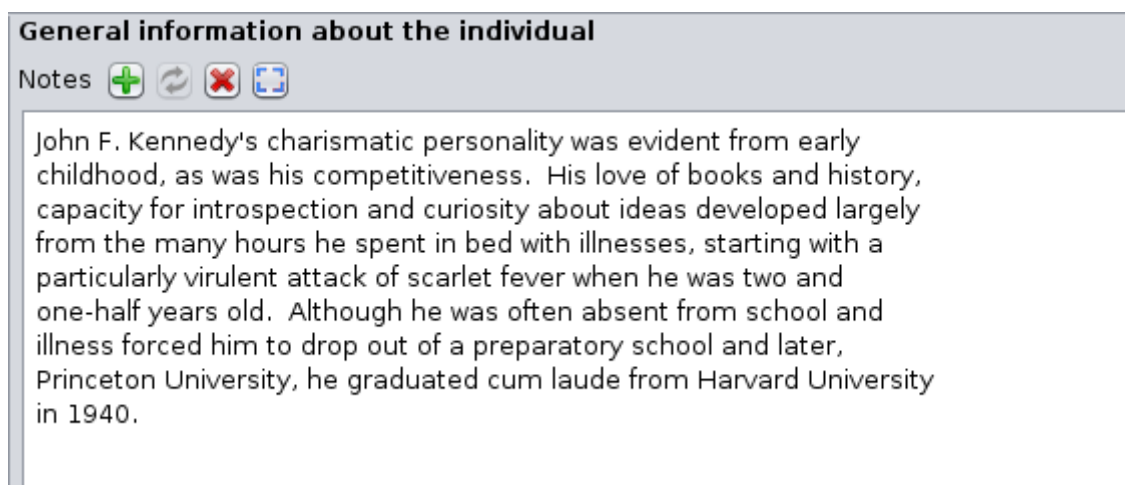 General information about the individual
Notes
John F. Kennedy's charismatic personality was evident from early
childhood, as was his competitiveness.  His love of books and history,
capacity for introspection and curiosity about ideas developed largely
from the many hours he spent in bed with illnesses, starting with a
particularly virulent attack of scarlet fever when he was two and
one-half years old.  Although he was often absent from school and
illness forced him to drop out of a preparatory school and later,
Princeton University, he graduated cum laude from Harvard University
in 1940.